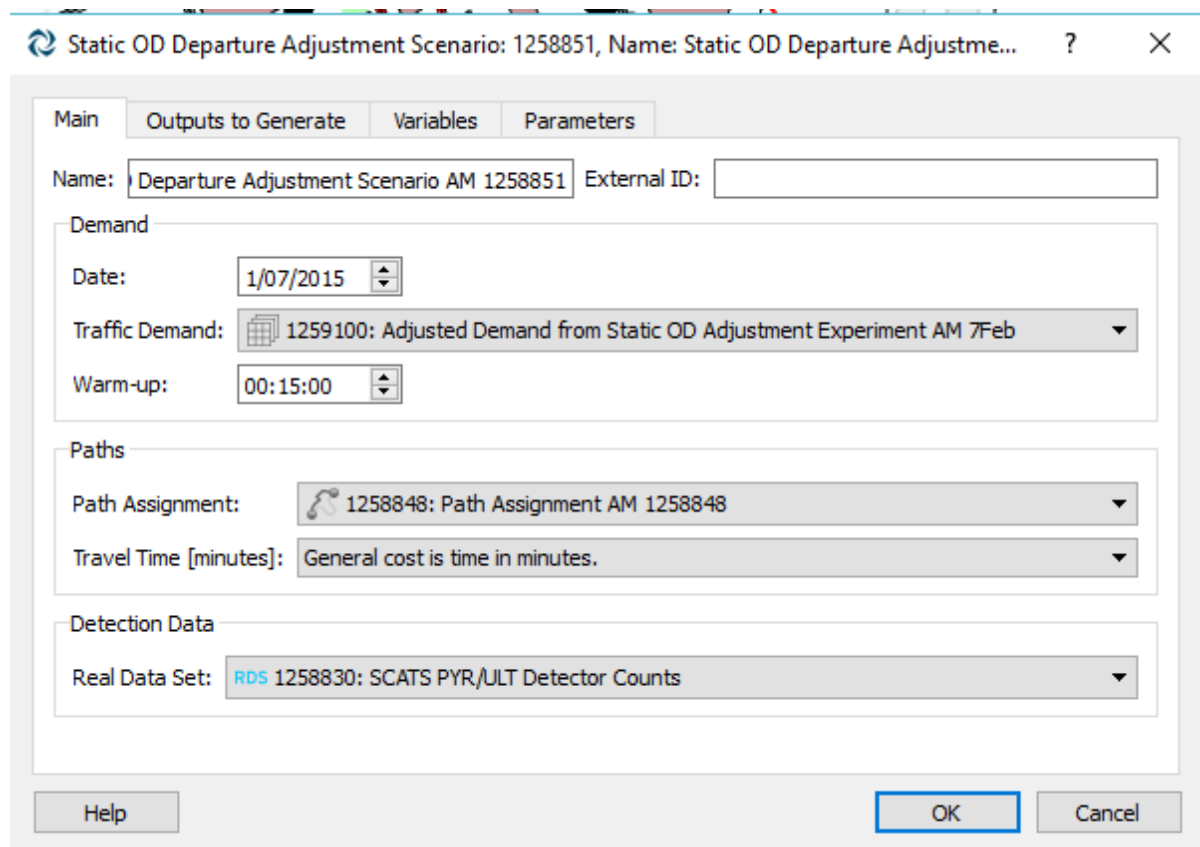 Static OD Departure Adjustment Scenario: 1258851, Name: Static OD Departure Adjustme... ?
Main Outputs to Generate Variables Parameters
Name: Departure Adjustment Scenario AM 1258851 External ID:
Demand
Date: 1/07/2015
Traffic Demand: 1259100: Adjusted Demand from Static OD Adjustment Experiment AM 7Feb
Warm-up: 00:15:00
Paths
Path Assignment: 1258848: Path Assignment AM 1258848
Travel Time [minutes]: General cost is time in minutes.
Detection Data
Real Data Set: RDS 1258830: SCATS PYR/ULT Detector Counts
Help OK Cancel